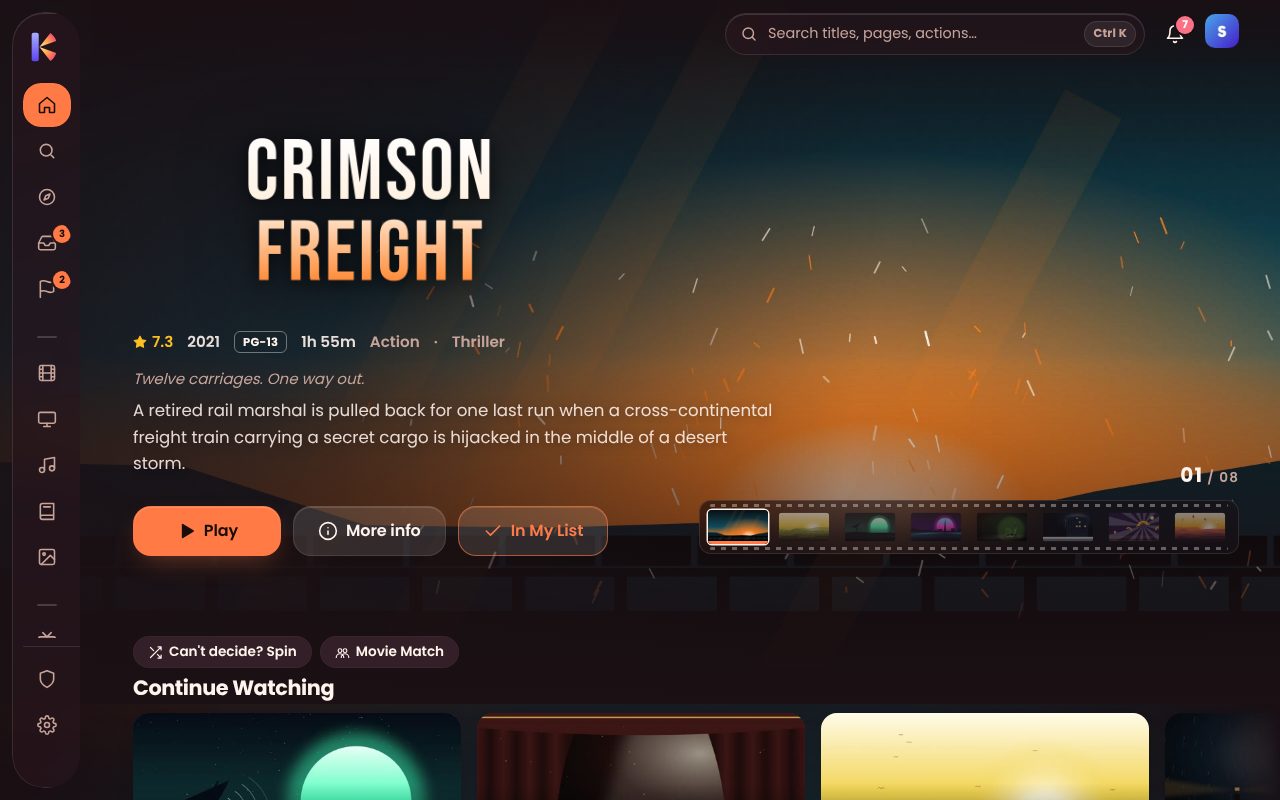 Search titles, pages, actions...
Ctrl K
7
S
CRIMSON
FREIGHT
3
2
7.3 2021 PG-13 1h 55m Action · Thriller
Twelve carriages. One way out.
A retired rail marshal is pulled back for one last run when a cross-continental
freight train carrying a secret cargo is hijacked in the middle of a desert
storm.
01 / 08
Play
More info
In My List
Can't decide? Spin
Movie Match
Continue Watching